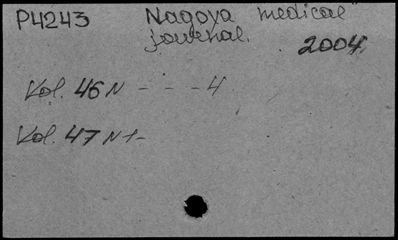 P4243 Nagoya medical
journal. 2004
Vol. 46 N - - - 4
Vol. 47 N 1-